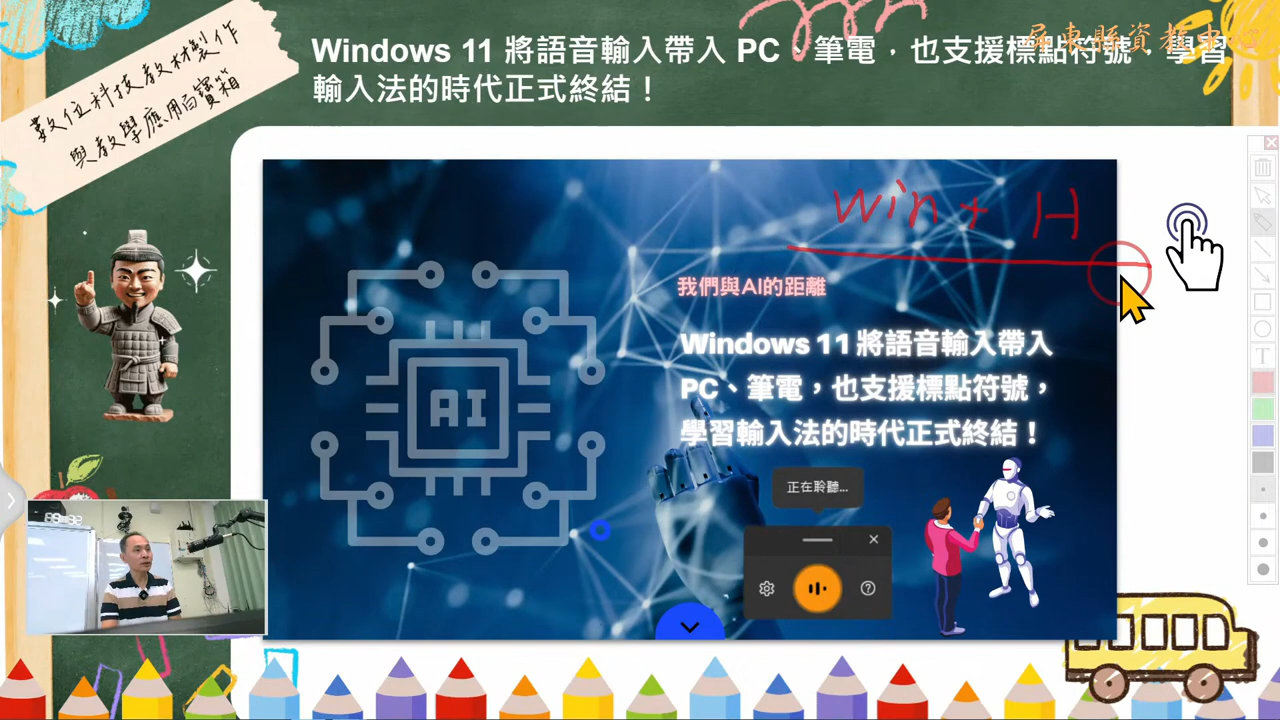 數位科技教材製作
與教學應用百寶箱
Windows 11 將語音輸入帶入 PC、筆電，也支援標點符號，學習
輸入法的時代正式終結！
屏東縣資教中心
Win + H
我們與AI的距離
Windows 11 將語音輸入帶入
PC、筆電，也支援標點符號，
學習輸入法的時代正式終結！
AI
正在聆聽...
T